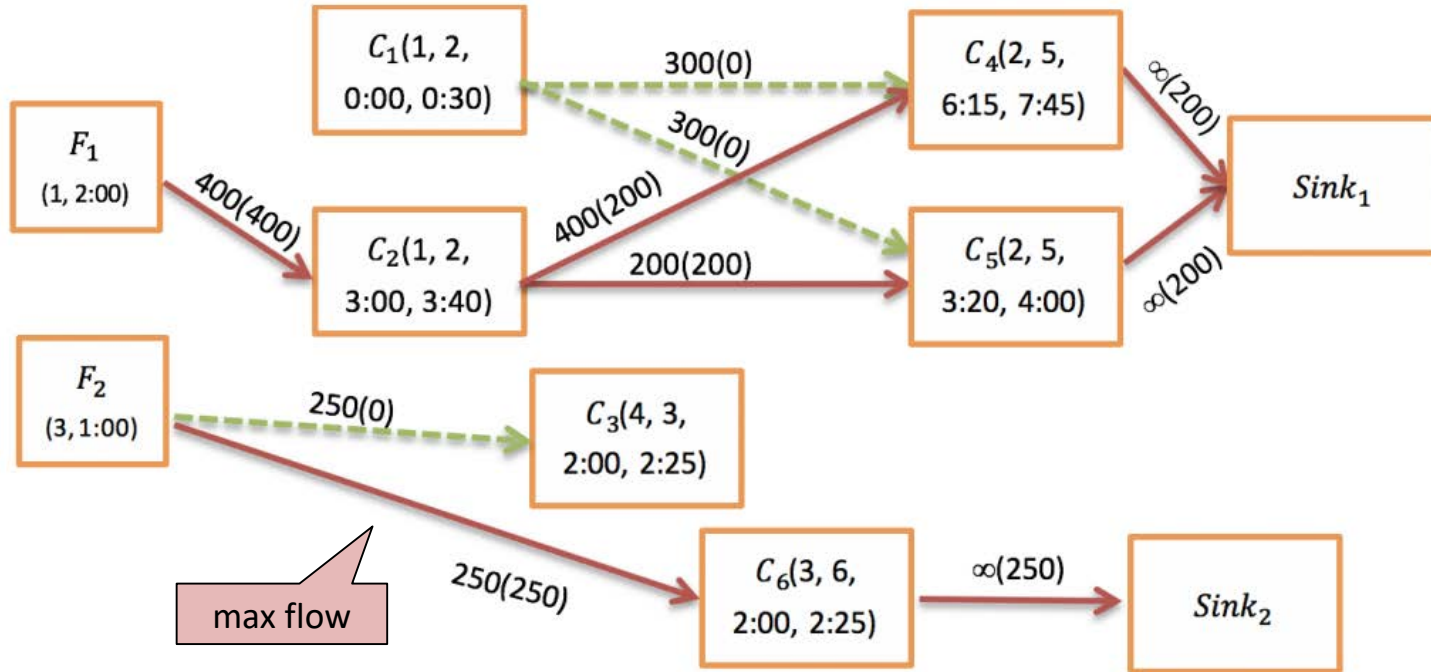 C₁(1, 2,
0:00, 0:30)
300(0)
C₄(2, 5,
6:15, 7:45)
∞(200)
F₁
(1, 2:00)
400(400)
300(0)
400(200)
Sink₁
C₂(1, 2,
3:00, 3:40)
200(200)
C₅(2, 5,
3:20, 4:00)
∞(200)
F₂
(3, 1:00)
250(0)
C₃(4, 3,
2:00, 2:25)
max flow
250(250)
C₆(3, 6,
2:00, 2:25)
∞(250)
Sink₂